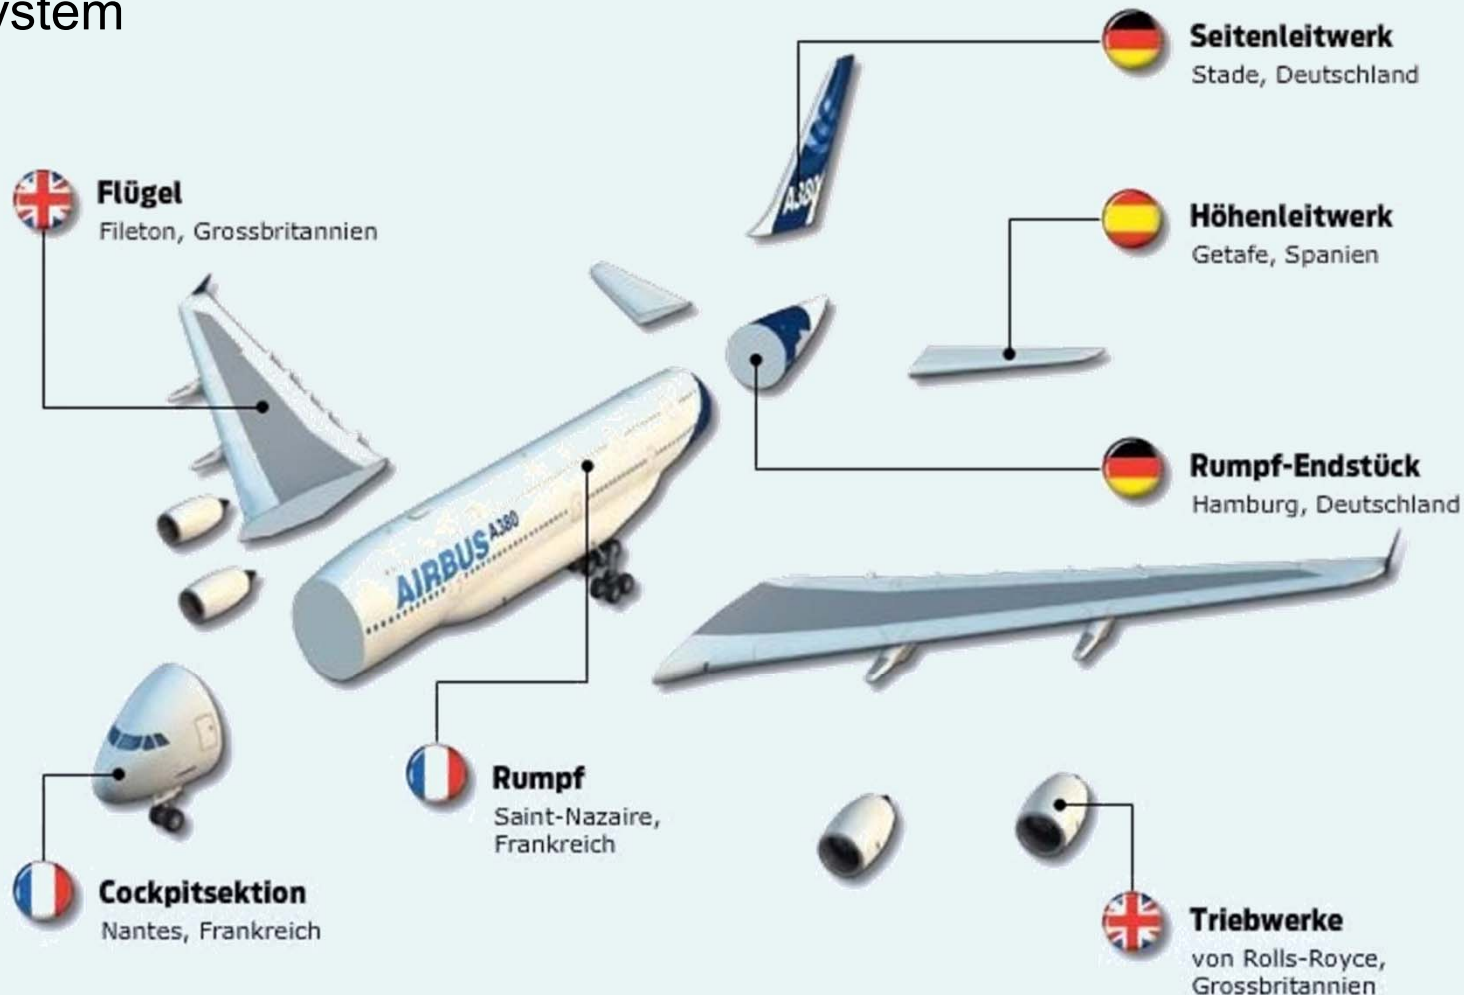 ystem
Seitenleitwerk
Stade, Deutschland
Flügel
Fileton, Grossbritannien
Höhenleitwerk
Getafe, Spanien
A380
Rumpf-Endstück
Hamburg, Deutschland
AIRBUS A380
Rumpf
Saint-Nazaire,
Frankreich
Cockpitsektion
Nantes, Frankreich
Triebwerke
von Rolls-Royce,
Grossbritannien